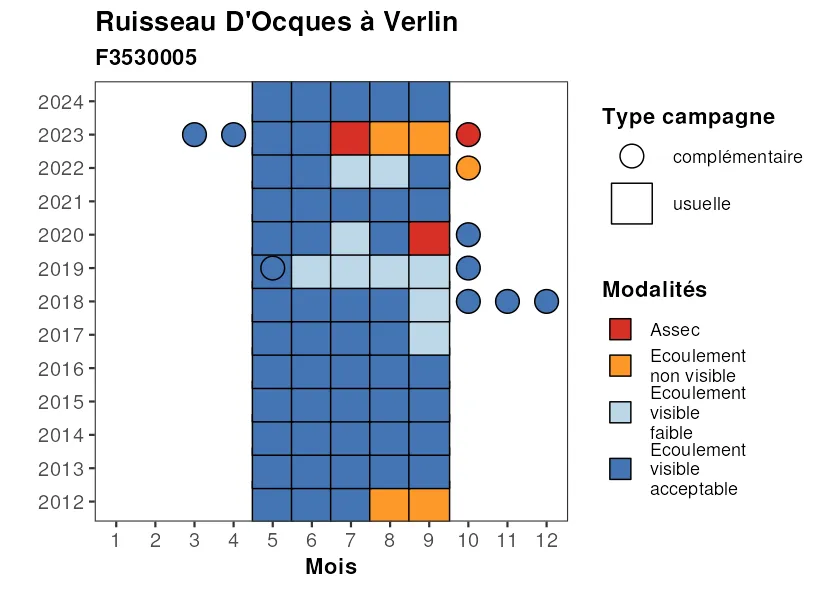 Ruisseau D'Ocques à Verlin
F3530005
2024
2023
2022
2021
2020
2019
2018
2017
2016
2015
2014
2013
2012
1 2 3 4 5 6 7 8 9 10 11 12
Mois
Type campagne
complémentaire
usuelle
Modalités
Assec
Ecoulement
non visible
Ecoulement
visible
faible
Ecoulement
visible
acceptable